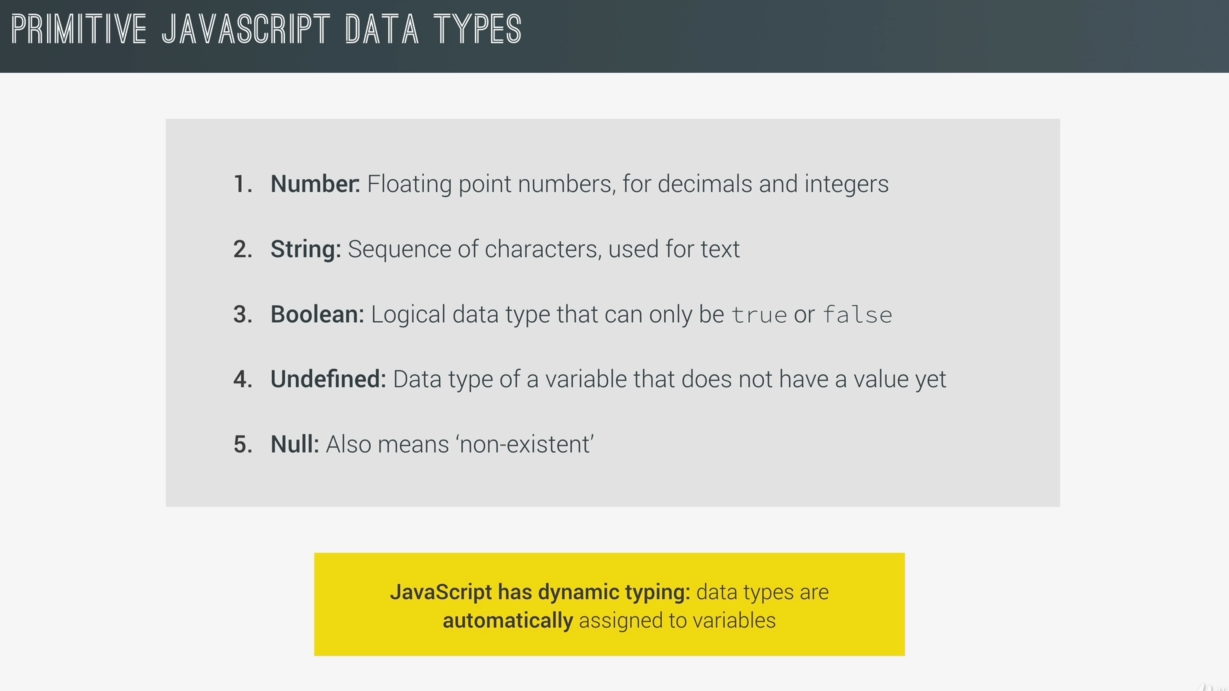 PRIMITIVE JAVASCRIPT DATA TYPES
1. Number: Floating point numbers, for decimals and integers
2. String: Sequence of characters, used for text
3. Boolean: Logical data type that can only be true or false
4. Undefined: Data type of a variable that does not have a value yet
5. Null: Also means ‘non-existent’
JavaScript has dynamic typing: data types are
automatically assigned to variables